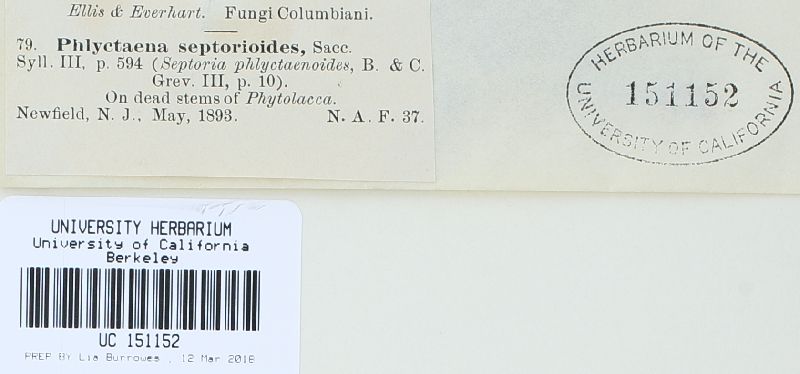 Ellis & Everhart. Fungi Columbiani.
79. Phlyctaena septorioides, Sacc.
Syll. III, p. 594 (Septoria phlyctaenoides, B. & C.
Grev. III, p. 10).
On dead stems of Phytolacca.
Newfield, N. J., May, 1893. N. A. F. 37.
HERBARIUM OF THE
151152
UNIVERSITY OF CALIFORNIA
UNIVERSITY HERBARIUM
University of California
Berkeley
UC 151152
PREP BY Lia Burrowes , 12 Mar 2018